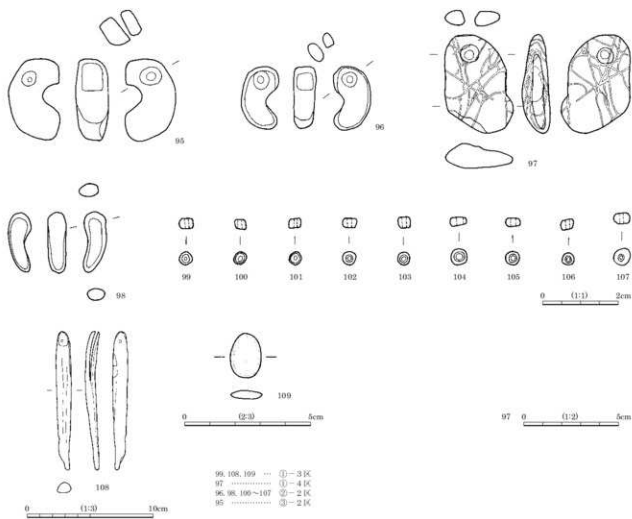 95
96
97
98
99 100 101 102 103 104 105 106 107
0 (1:1) 2cm
109
0 (2:3) 5cm
97 0 (1:2) 5cm
108
0 (1:3) 10cm
99. 108. 109 … ①－3区
97 …………… ①－4区
96. 98. 100～107 ②－2区
95 …………… ③－2区